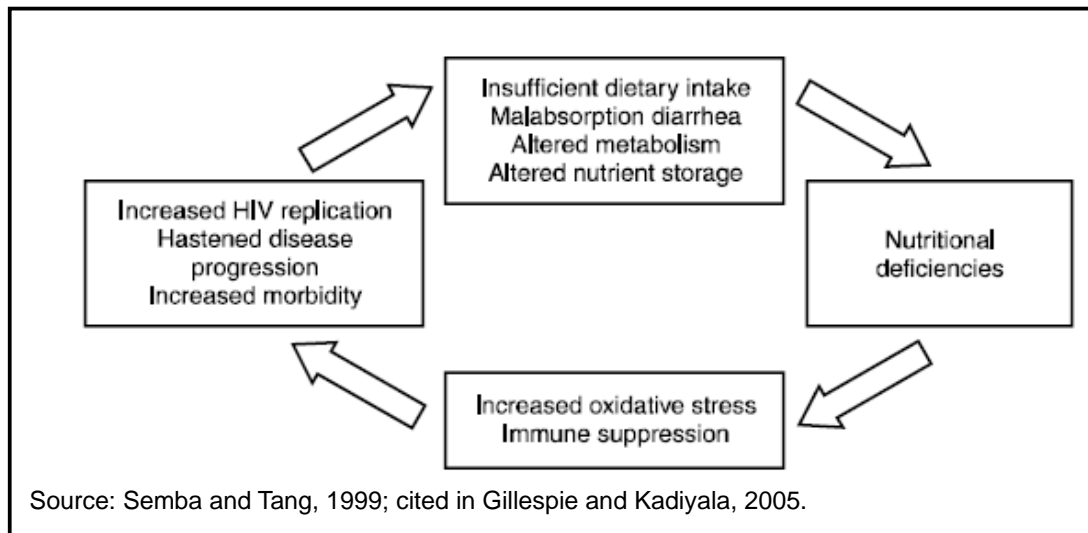 Insufficient dietary intake
Malabsorption diarrhea
Altered metabolism
Altered nutrient storage
Nutritional
deficiencies
Increased oxidative stress
Immune suppression
Increased HIV replication
Hastened disease
progression
Increased morbidity
Source: Semba and Tang, 1999; cited in Gillespie and Kadiyala, 2005.